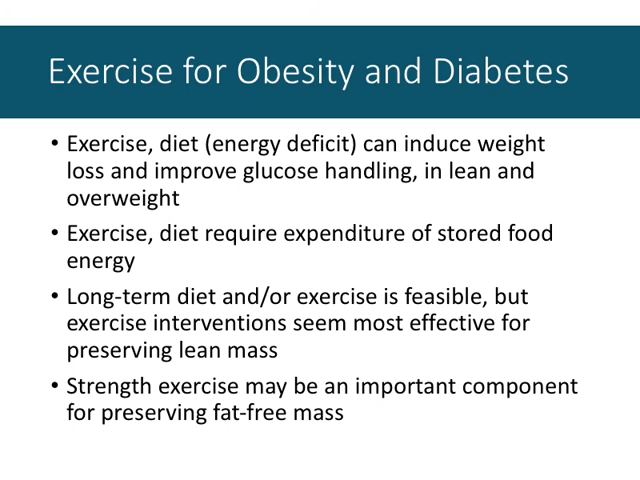 Exercise for Obesity and Diabetes
• Exercise, diet (energy deficit) can induce weight
loss and improve glucose handling, in lean and
overweight
• Exercise, diet require expenditure of stored food
energy
• Long-term diet and/or exercise is feasible, but
exercise interventions seem most effective for
preserving lean mass
• Strength exercise may be an important component
for preserving fat-free mass